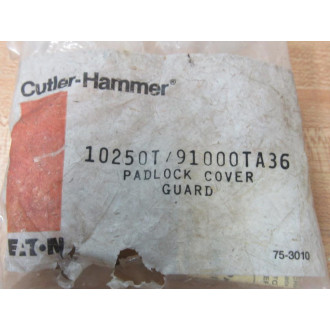 Cutler-Hammer®
10250T/91000TA36
PADLOCK COVER
GUARD
EATON
75-3010